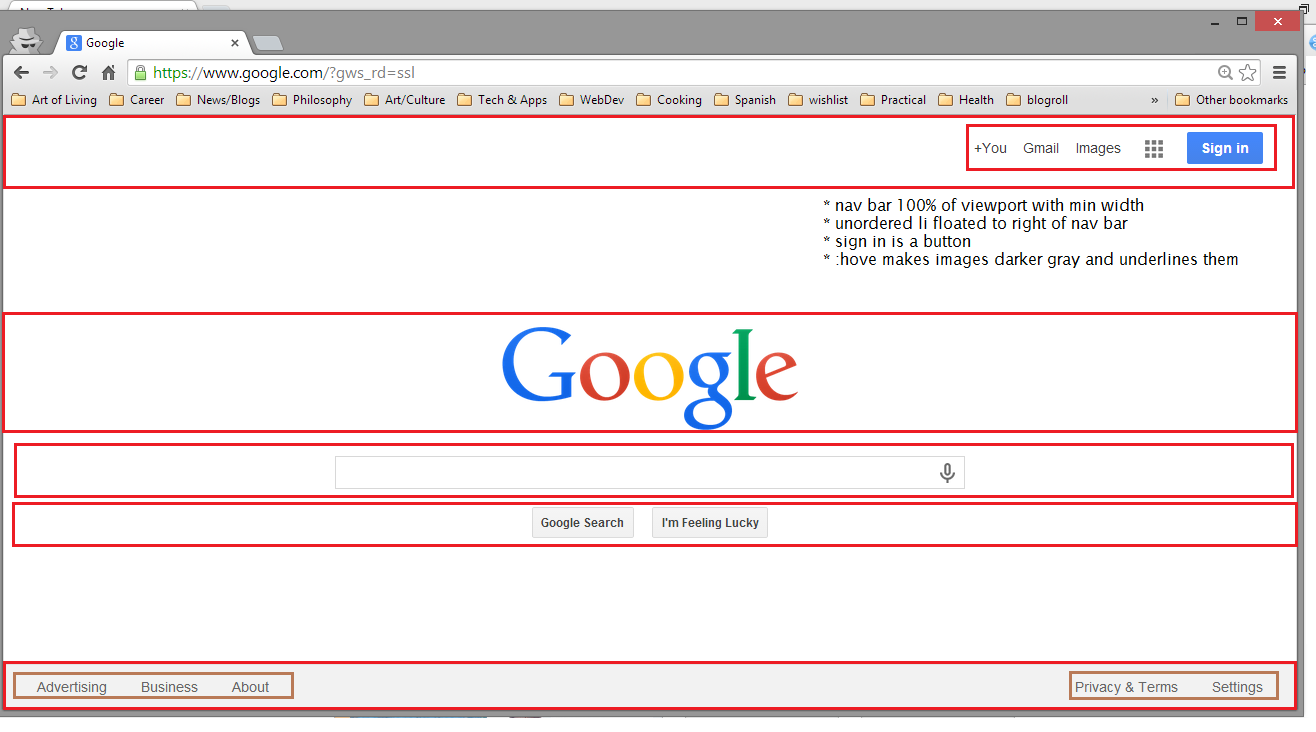 Google
https://www.google.com/?gws_rd=ssl
Art of Living Career News/Blogs Philosophy Art/Culture Tech & Apps WebDev Cooking Spanish wishlist Practical Health blogroll » Other bookmarks
+You Gmail Images Sign in
* nav bar 100% of viewport with min width
* unordered li floated to right of nav bar
* sign in is a button
* :hove makes images darker gray and underlines them
Google
Google Search I'm Feeling Lucky
Advertising Business About Privacy & Terms Settings